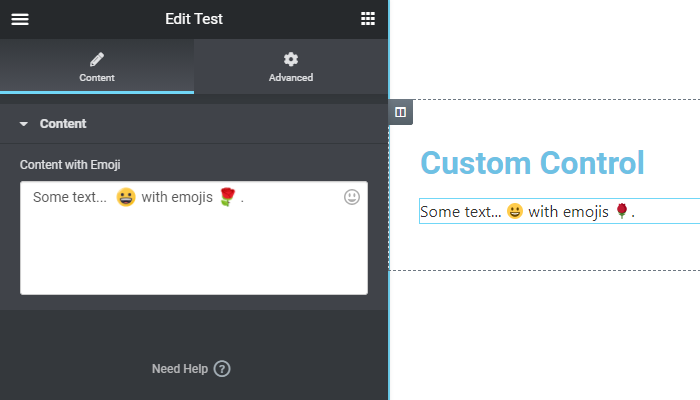 Edit Test
Content
Advanced
Content
Content with Emoji
Some text... 😀 with emojis 🌹 .
Need Help ?
Custom Control
Some text... 😀 with emojis 🌹.